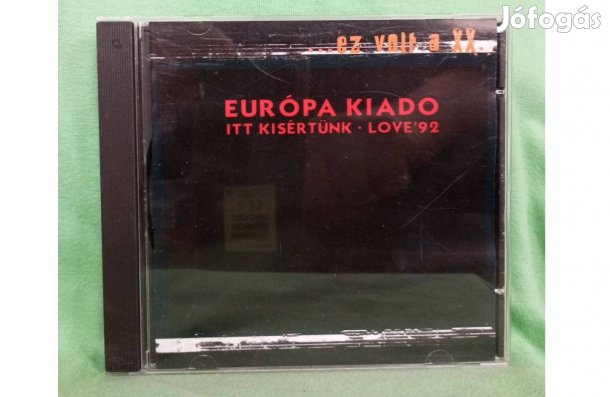 Jófogás
...ez volt a XX.
EURÓPA KIADO
ITT KISÉRTÜNK · LOVE'92